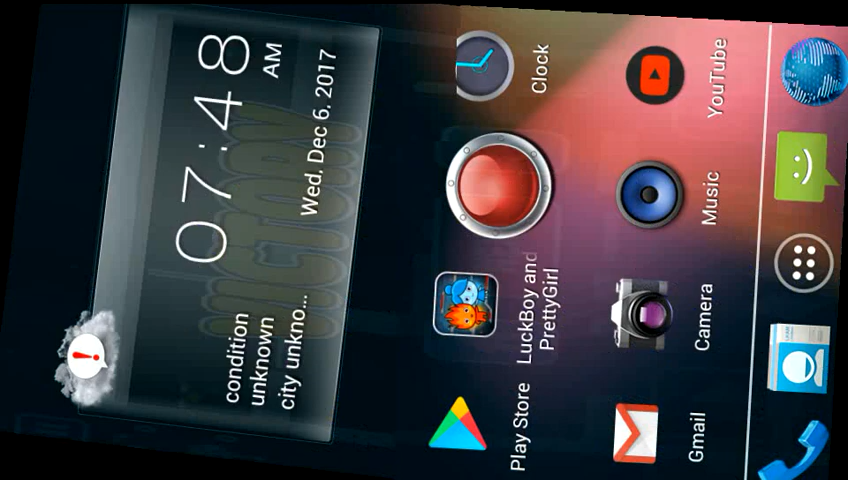 07:48
AM
Wed, Dec 6, 2017
condition
unknown
city unkno...
VICTORY
Play Store
LuckBoy and
PrettyGirl
Clock
Gmail
Camera
Music
YouTube